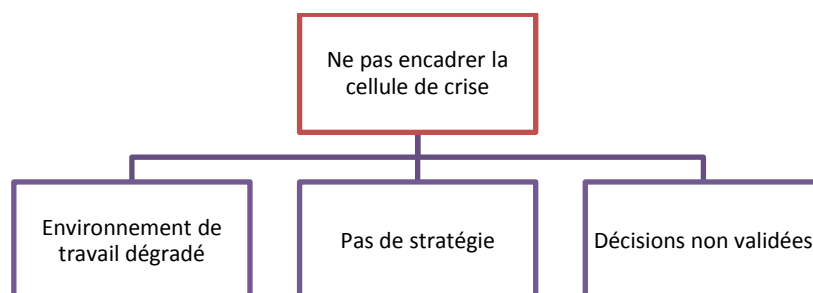 Ne pas encadrer la
cellule de crise
Environnement de
travail dégradé
Pas de stratégie
Décisions non validées